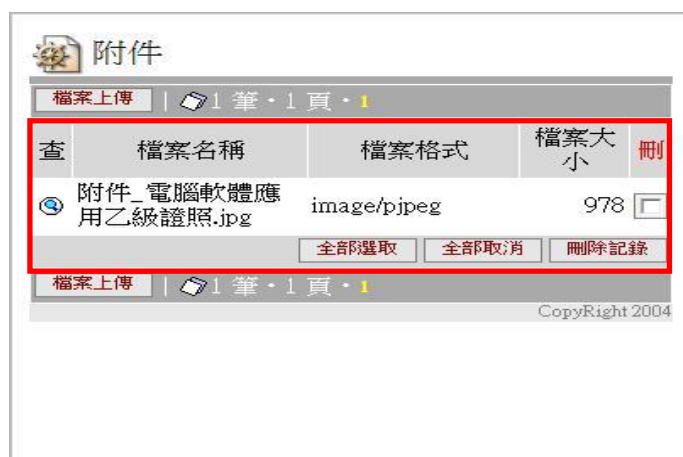 附件
檔案上傳 | 1 筆・1 頁・1
查 檔案名稱 檔案格式 檔案大小 刪
附件_電腦軟體應用乙級證照.jpg image/pjpeg 978
全部選取 全部取消 刪除記錄
檔案上傳 | 1 筆・1 頁・1
CopyRight 2004